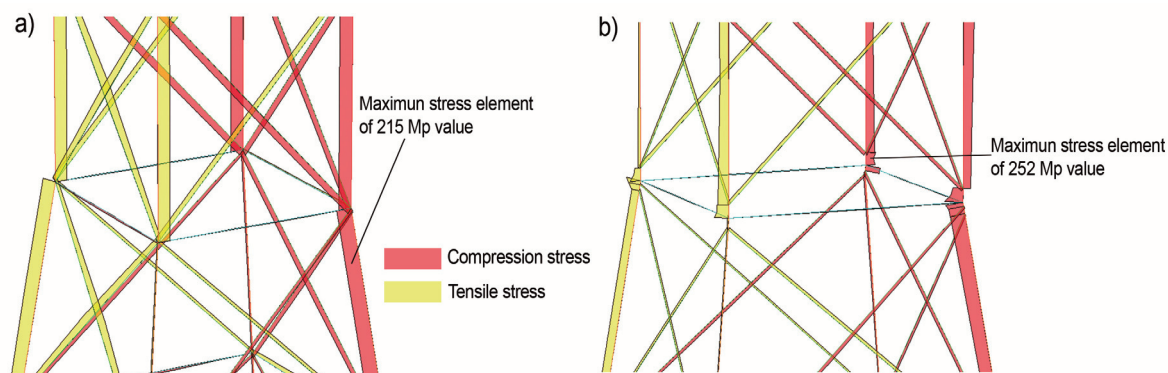 a)
Maximun stress element
of 215 Mp value
Compression stress
Tensile stress
b)
Maximun stress element
of 252 Mp value